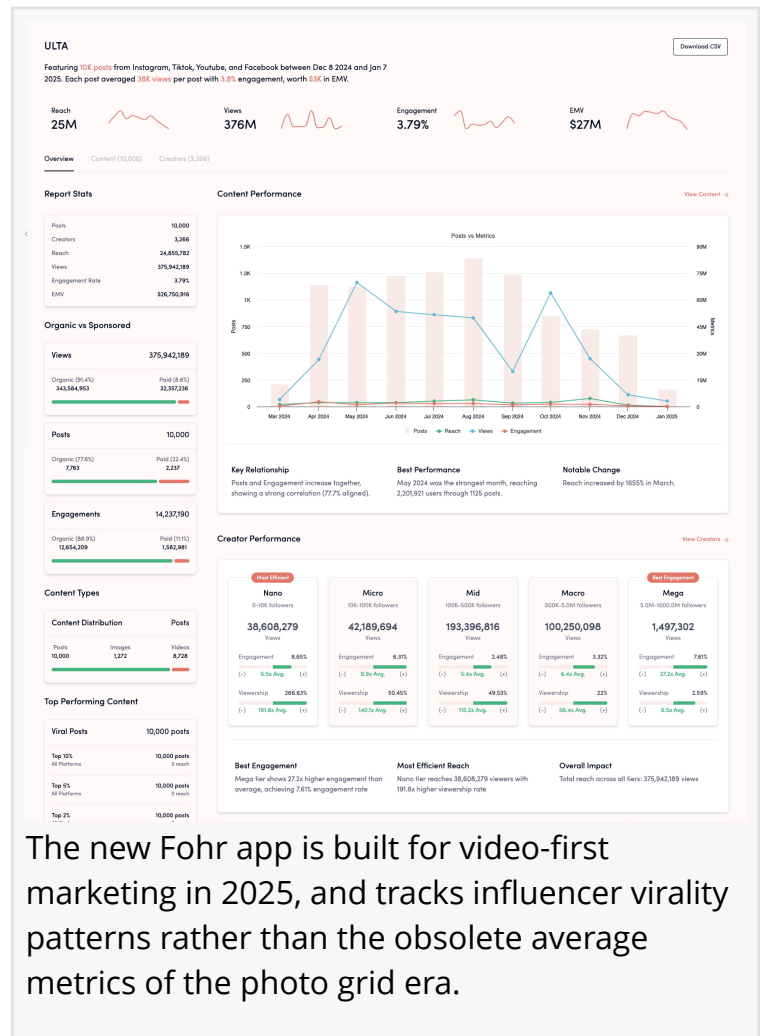 ULTA
Download CSV
Featuring 10K posts from Instagram, Tiktok, Youtube, and Facebook between Dec 8 2024 and Jan 7
2025. Each post averaged 38K views per post with 3.8% engagement, worth $3K in EMV.
Reach
25M
Views
376M
Engagement
3.79%
EMV
$27M
Overview Content (10,000) Creators (3,266)
Report Stats
Posts 10,000
Creators 3,266
Reach 24,855,782
Views 375,942,189
Engagement Rate 3.79%
EMV $26,750,916
Organic vs Sponsored
Views 375,942,189
Organic (91.4%) Paid (8.6%)
343,584,953 32,357,236
Posts 10,000
Organic (77.6%) Paid (22.4%)
7,763 2,237
Engagements 14,237,190
Organic (88.9%) Paid (11.1%)
12,654,209 1,582,981
Content Types
Content Distribution Posts
Posts Images Videos
10,000 1,272 8,728
Top Performing Content
Viral Posts 10,000 posts
Top 10% 10,000 posts
All Platforms 0 reach
Top 5% 10,000 posts
All Platforms 0 reach
Top 2% 10,000 posts
Content Performance
View Content →
Posts vs Metrics
1.5K 90M
1.3K 75M
1K 60M
750 45M
500 30M
250 15M
0 0
Posts
Metrics
Mar 2024 Apr 2024 May 2024 Jun 2024 Jul 2024 Aug 2024 Sep 2024 Oct 2024 Nov 2024 Dec 2024 Jan 2025
Posts Reach Views Engagement
Key Relationship
Posts and Engagement increase together,
showing a strong correlation (77.7% aligned).
Best Performance
May 2024 was the strongest month, reaching
2,201,921 users through 1125 posts.
Notable Change
Reach increased by 1655% in March.
Creator Performance
View Creators →
Most Efficient
Nano
0-10K followers
38,608,279
Views
Engagement 8.65%
(-) 5.5x Avg. (+)
Viewership 266.63%
(-) 191.8x Avg. (+)
Micro
10K-100K followers
42,189,694
Views
Engagement 6.31%
(-) 9.9x Avg. (+)
Viewership 50.45%
(-) 140.1x Avg. (+)
Mid
100K-500K followers
193,396,816
Views
Engagement 2.48%
(-) 5.4x Avg. (+)
Viewership 49.53%
(-) 115.2x Avg. (+)
Macro
500K-5.0M followers
100,250,098
Views
Engagement 3.32%
(-) 6.4x Avg. (+)
Viewership 22%
(-) 56.4x Avg. (+)
Best Engagement
Mega
5.0M-1000.0M followers
1,497,302
Views
Engagement 7.61%
(-) 27.2x Avg. (+)
Viewership 2.59%
(-) 6.5x Avg. (+)
Best Engagement
Mega tier shows 27.2x higher engagement than
average, achieving 7.61% engagement rate
Most Efficient Reach
Nano tier reaches 38,608,279 viewers with
191.8x higher viewership rate
Overall Impact
Total reach across all tiers: 375,942,189 views
The new Fohr app is built for video-first
marketing in 2025, and tracks influencer virality
patterns rather than the obsolete average
metrics of the photo grid era.